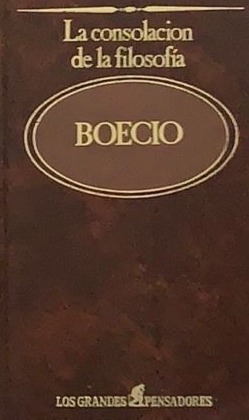 La consolacion
de la filosofía
BOECIO
LOS GRANDES PENSADORES